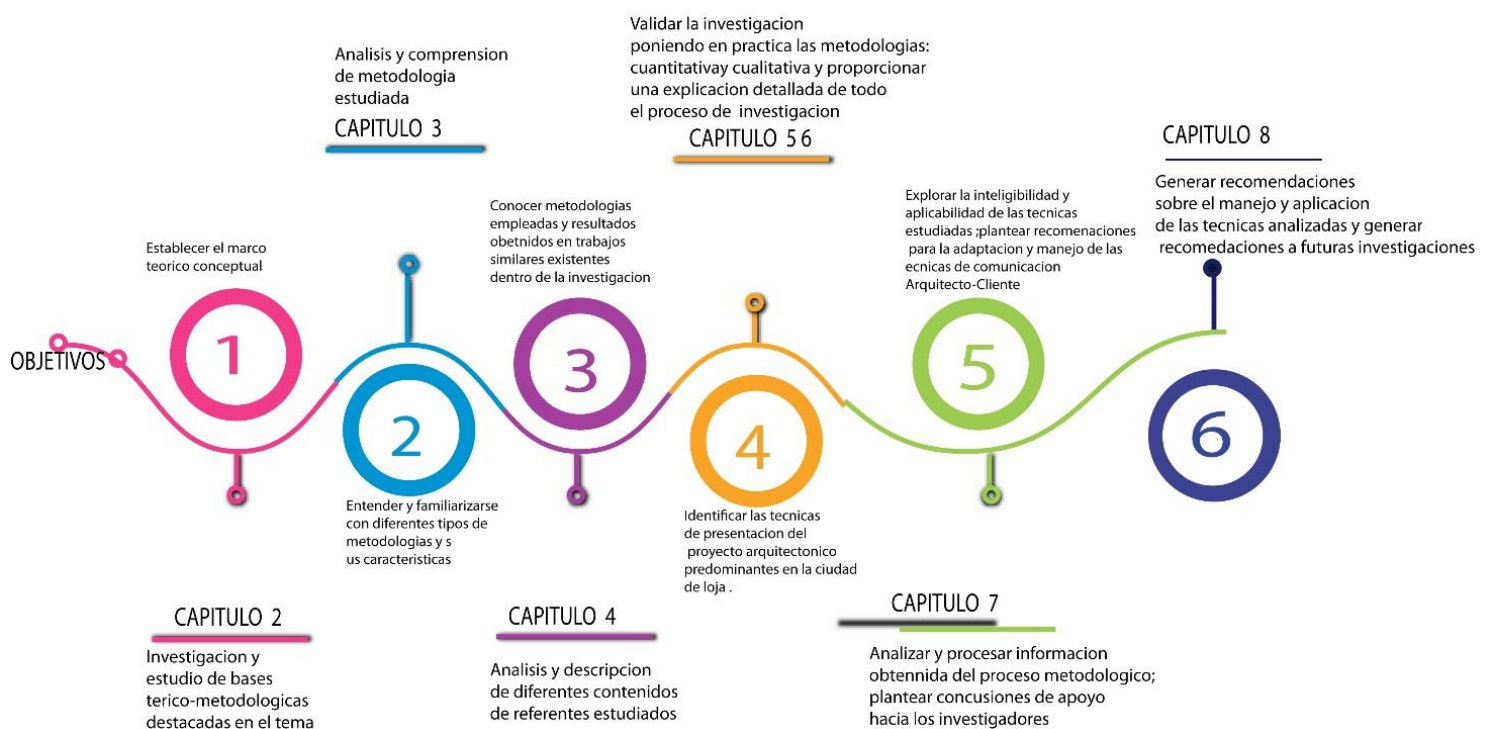 OBJETIVOS
1
Establecer el marco
teorico conceptual
CAPITULO 2
Investigacion y
estudio de bases
terico-metodologicas
destacadas en el tema
Analisis y comprension
de metodologia
estudiada
CAPITULO 3
2
Entender y familiarizarse
con diferentes tipos de
metodologias y s
us caracteristicas
Conocer metodologias
empleadas y resultados
obetnidos en trabajos
similares existentes
dentro de la investigacion
3
CAPITULO 4
Analisis y descripcion
de diferentes contenidos
de referentes estudiados
Validar la investigacion
poniendo en practica las metodologias:
cuantitativay cualitativa y proporcionar
una explicacion detallada de todo
el proceso de investigacion
CAPITULO 5 6
4
Identificar las tecnicas
de presentacion del
proyecto arquitectonico
predominantes en la ciudad
de loja .
Explorar la inteligibilidad y
aplicabilidad de las tecnicas
estudiadas ;plantear recomenaciones
para la adaptacion y manejo de las
ecnicas de comunicacion
Arquitecto-Cliente
5
CAPITULO 7
Analizar y procesar informacion
obtennida del proceso metodologico;
plantear concusiones de apoyo
hacia los investigadores
CAPITULO 8
Generar recomendaciones
sobre el manejo y aplicacion
de las tecnicas analizadas y generar
recomedaciones a futuras investigaciones
6